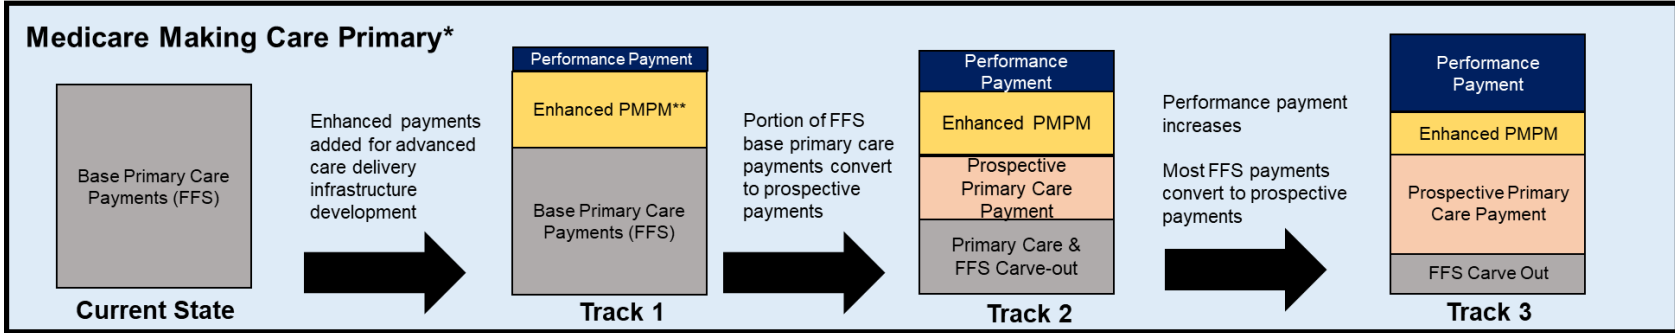 Medicare Making Care Primary*
Base Primary Care
Payments (FFS)
Current State
Enhanced payments
added for advanced
care delivery
infrastructure
development
Performance Payment
Enhanced PMPM**
Base Primary Care
Payments (FFS)
Track 1
Portion of FFS
base primary care
payments convert
to prospective
payments
Performance
Payment
Enhanced PMPM
Prospective
Primary Care
Payment
Primary Care &
FFS Carve-out
Track 2
Performance payment
increases
Most FFS payments
convert to prospective
payments
Performance
Payment
Enhanced PMPM
Prospective Primary
Care Payment
FFS Carve Out
Track 3